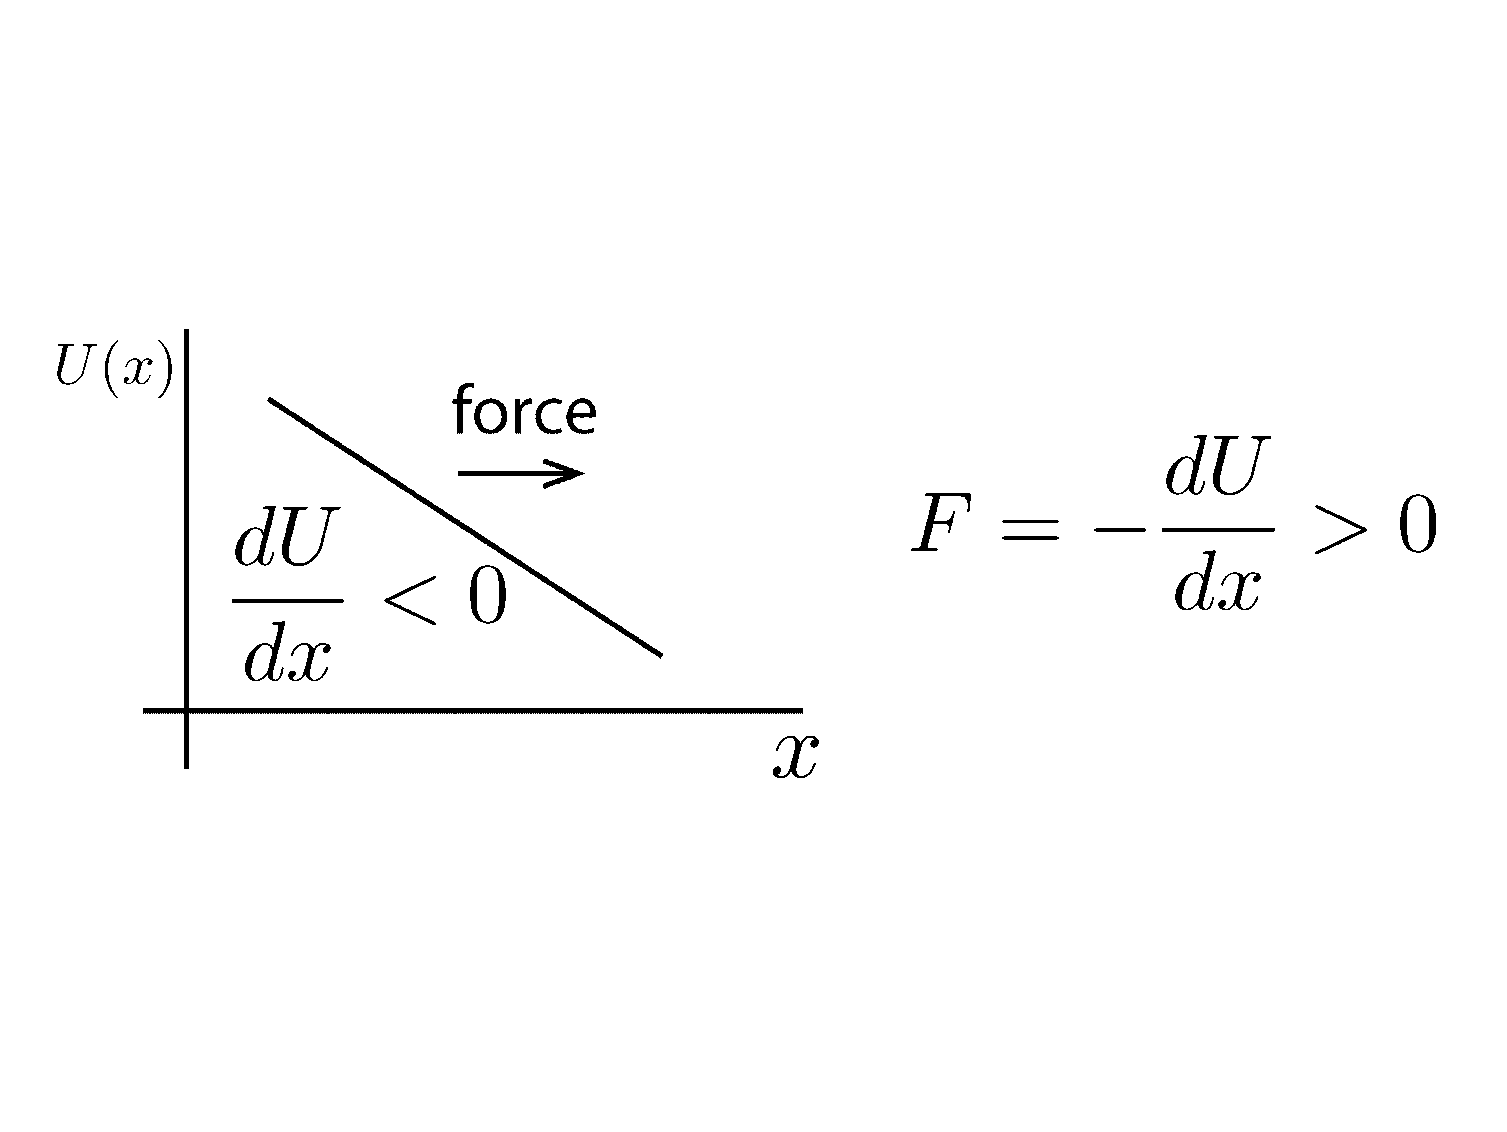 U(x)
force
dU/dx < 0
F = -dU/dx > 0
x